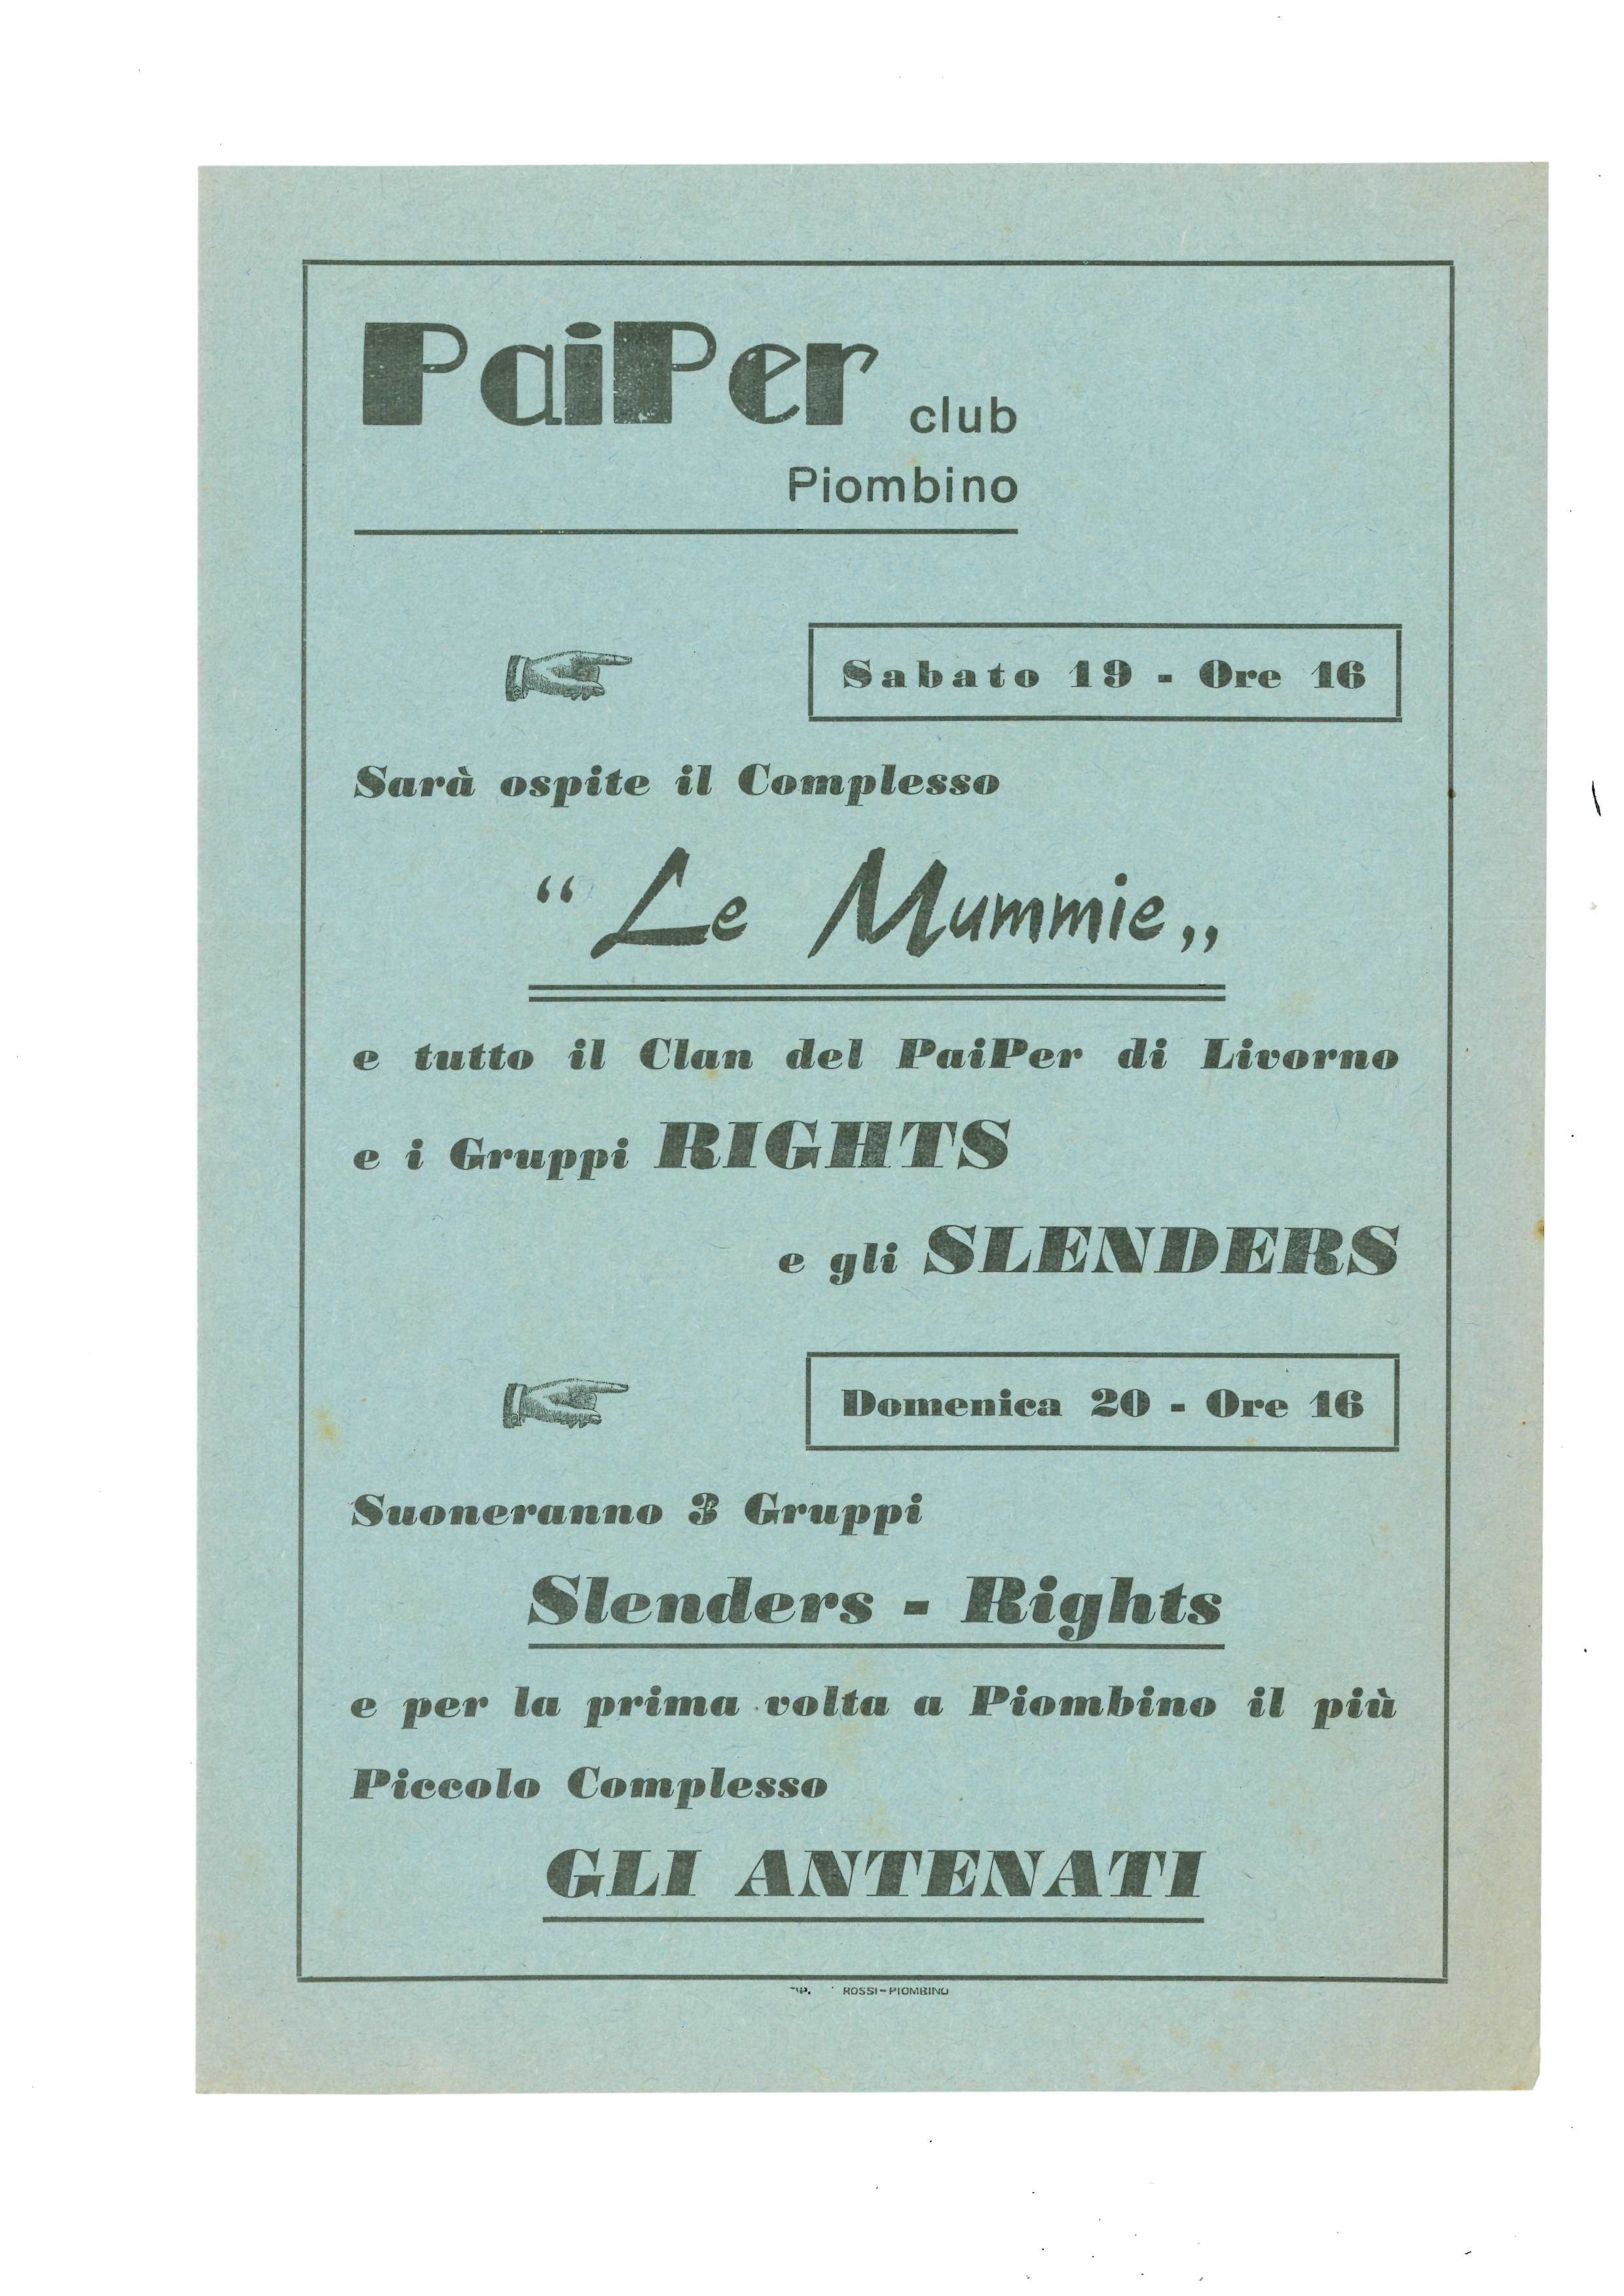 PaiPer club
Piombino
Sabato 19 - Ore 16
Sarà ospite il Complesso
“ Le Mummie „
e tutto il Clan del PaiPer di Livorno
e i Gruppi RIGHTS
e gli SLENDERS
Domenica 20 - Ore 16
Suoneranno 3 Gruppi
Slenders - Rights
e per la prima volta a Piombino il più
Piccolo Complesso
GLI ANTENATI
ROSSI-PIOMBINO